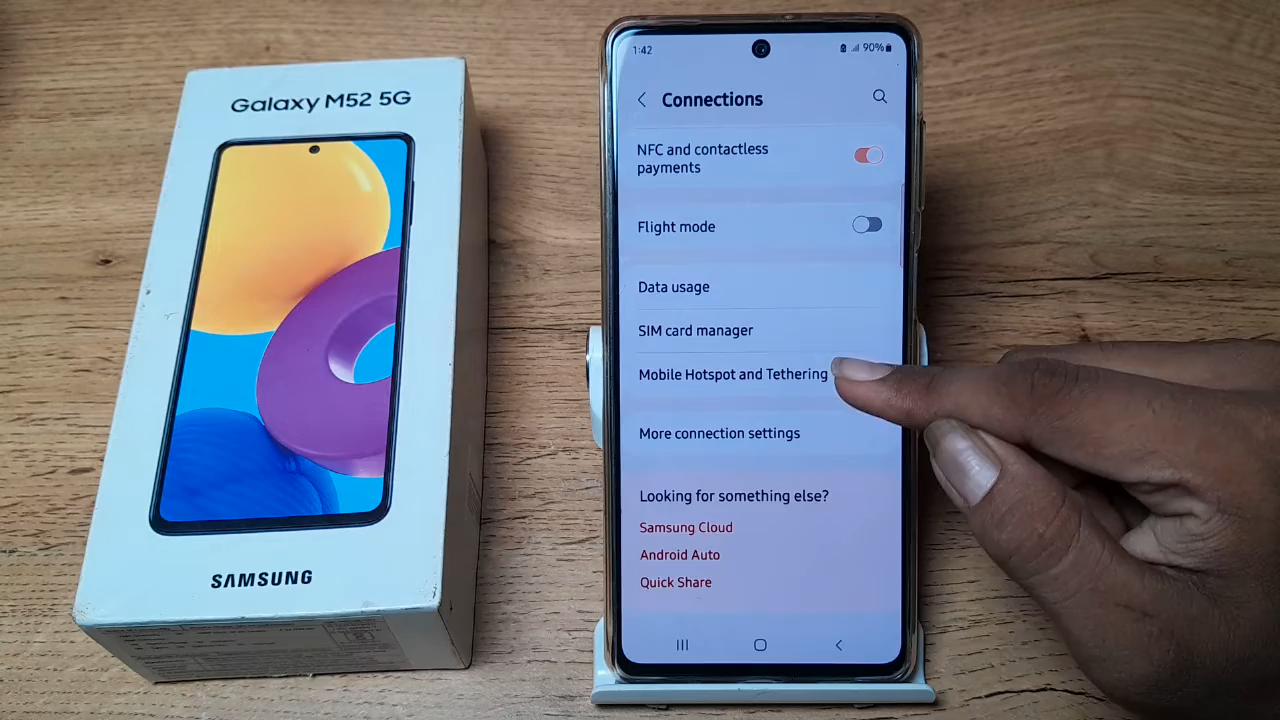 Galaxy M52 5G
SAMSUNG
1:42
90%
Connections
NFC and contactless
payments
Flight mode
Data usage
SIM card manager
Mobile Hotspot and Tethering
More connection settings
Looking for something else?
Samsung Cloud
Android Auto
Quick Share